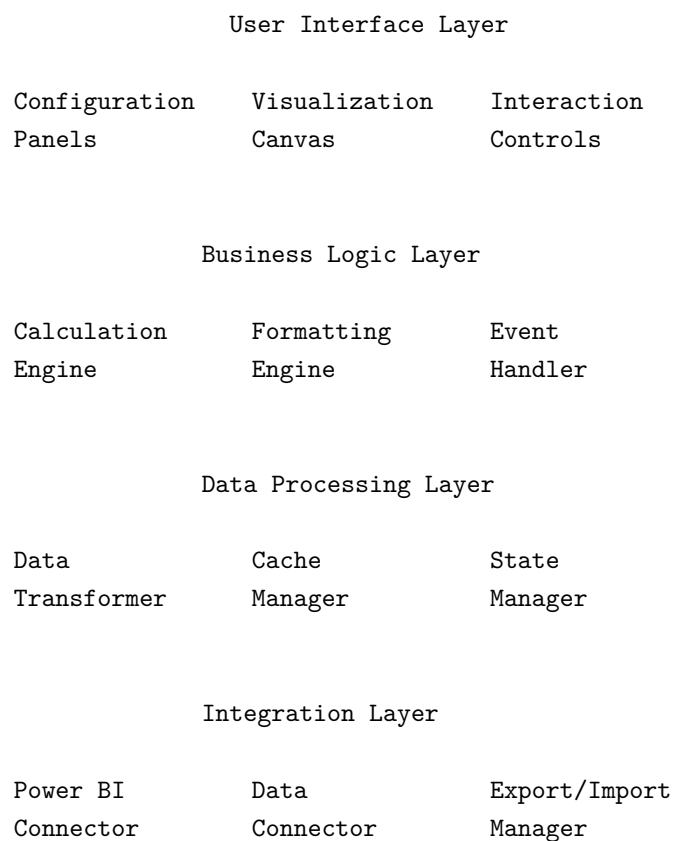 User Interface Layer
Configuration Visualization Interaction
Panels Canvas Controls
Business Logic Layer
Calculation Formatting Event
Engine Engine Handler
Data Processing Layer
Data Cache State
Transformer Manager Manager
Integration Layer
Power BI Data Export/Import
Connector Connector Manager